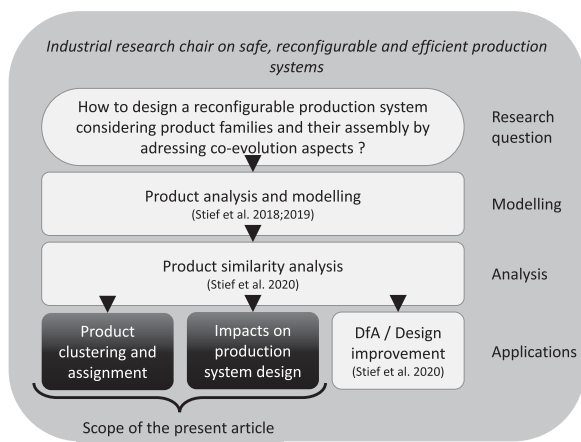 Industrial research chair on safe, reconfigurable and efficient production
systems
How to design a reconfigurable production system
considering product families and their assembly by
adressing co-evolution aspects ?
Research
question
Product analysis and modelling
(Stief et al. 2018;2019)
Modelling
Product similarity analysis
(Stief et al. 2020)
Analysis
Product
clustering and
assignment
Impacts on
production
system design
DfA / Design
improvement
(Stief et al. 2020)
Applications
Scope of the present article